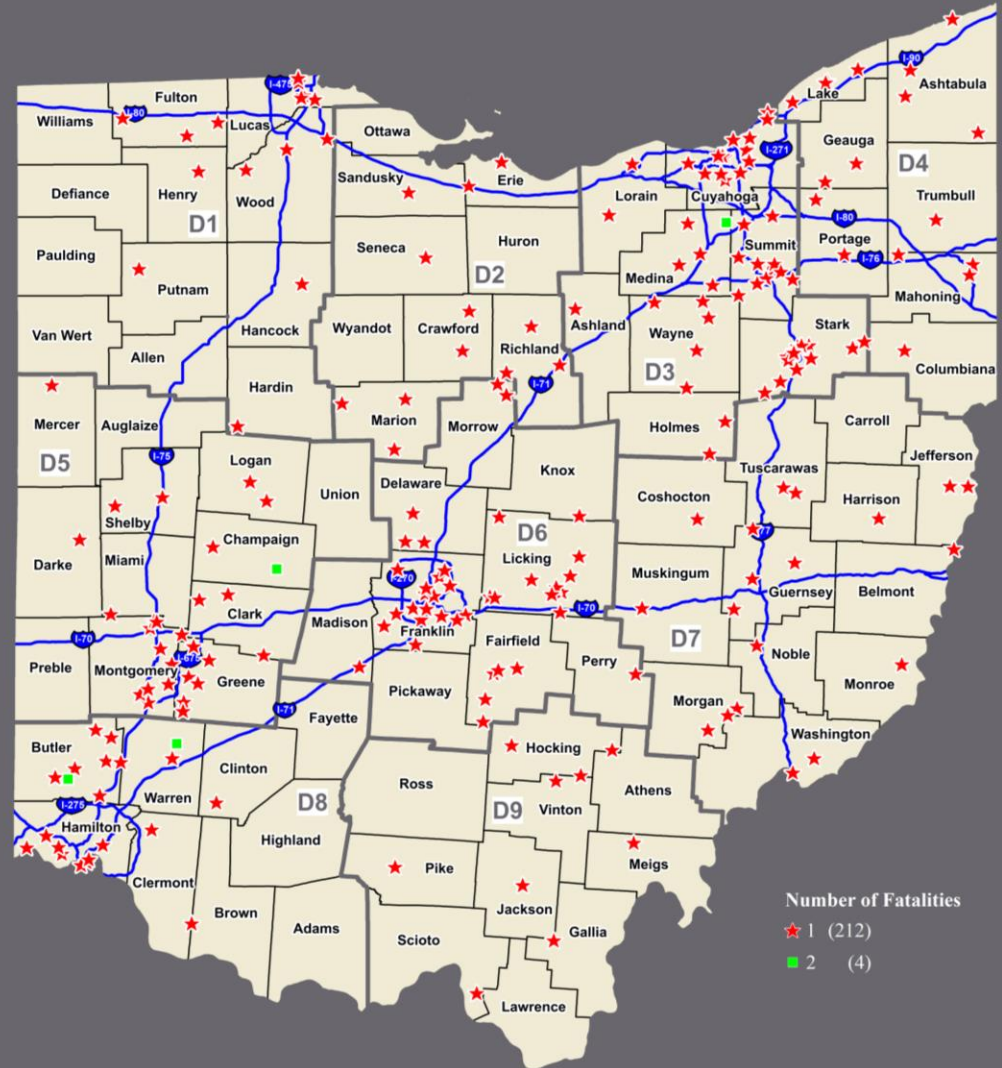 I-90
I-475
Fulton
Lake
Ashtabula
Williams
I-80
Lucas
Ottawa
Geauga
I-271
D4
Sandusky
Erie
Defiance
Henry
Wood
Lorain
Cuyahoga
Trumbull
D1
I-80
Seneca
Huron
Summit
Portage
Paulding
D2
I-76
Putnam
Medina
Mahoning
Van Wert
Hancock
Wyandot
Crawford
Ashland
Wayne
Stark
Allen
Richland
D3
Columbiana
Hardin
I-71
Mercer
Auglaize
Marion
Morrow
Holmes
Carroll
D5
I-75
Logan
Knox
Tuscarawas
Jefferson
Union
Delaware
Coshocton
Harrison
Shelby
D6
Darke
Miami
Champaign
Licking
I-77
I-270
Muskingum
Guernsey
Belmont
Clark
Madison
I-70
I-70
Franklin
Fairfield
D7
Preble
Montgomery
I-675
Greene
Perry
Noble
Monroe
Pickaway
Morgan
I-71
Fayette
Washington
Butler
Clinton
Hocking
Ross
Athens
Warren
D8
D9
Vinton
I-275
Hamilton
Highland
Meigs
Pike
Clermont
Jackson
Brown
Adams
Scioto
Gallia
Lawrence
Number of Fatalities
1 (212)
2 (4)